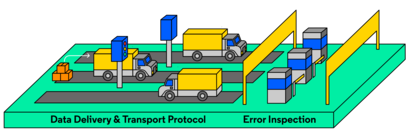 Data Delivery & Transport Protocol
Error Inspection